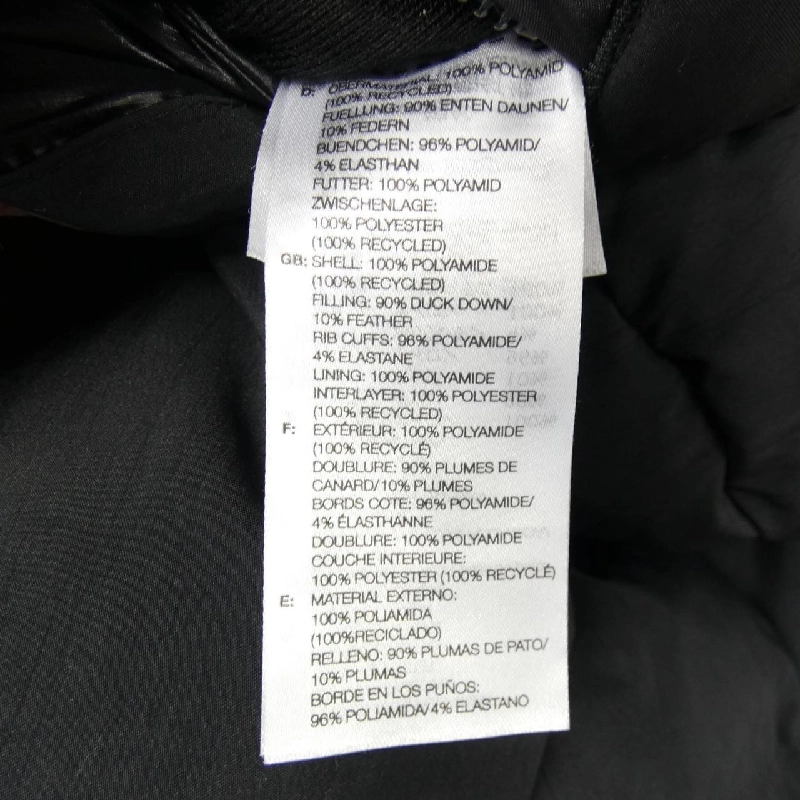 D: OBERMATERIAL: 100% POLYAMID
(100% RECYCLED)
FUELLUNG: 90% ENTEN DAUNEN/
10% FEDERN
BUENDCHEN: 96% POLYAMID/
4% ELASTHAN
FUTTER: 100% POLYAMID
ZWISCHENLAGE:
100% POLYESTER
(100% RECYCLED)
GB: SHELL: 100% POLYAMIDE
(100% RECYCLED)
FILLING: 90% DUCK DOWN/
10% FEATHER
RIB CUFFS: 96% POLYAMIDE/
4% ELASTANE
LINING: 100% POLYAMIDE
INTERLAYER: 100% POLYESTER
(100% RECYCLED)
F: EXTÉRIEUR: 100% POLYAMIDE
(100% RECYCLÉ)
DOUBLURE: 90% PLUMES DE
CANARD/10% PLUMES
BORDS COTE: 96% POLYAMIDE/
4% ÉLASTHANNE
DOUBLURE: 100% POLYAMIDE
COUCHE INTERIEURE:
100% POLYESTER (100% RECYCLÉ)
E: MATERIAL EXTERNO:
100% POLIAMIDA
(100%RECICLADO)
RELLENO: 90% PLUMAS DE PATO/
10% PLUMAS
BORDE EN LOS PUÑOS:
96% POLIAMIDA/4% ELASTANO